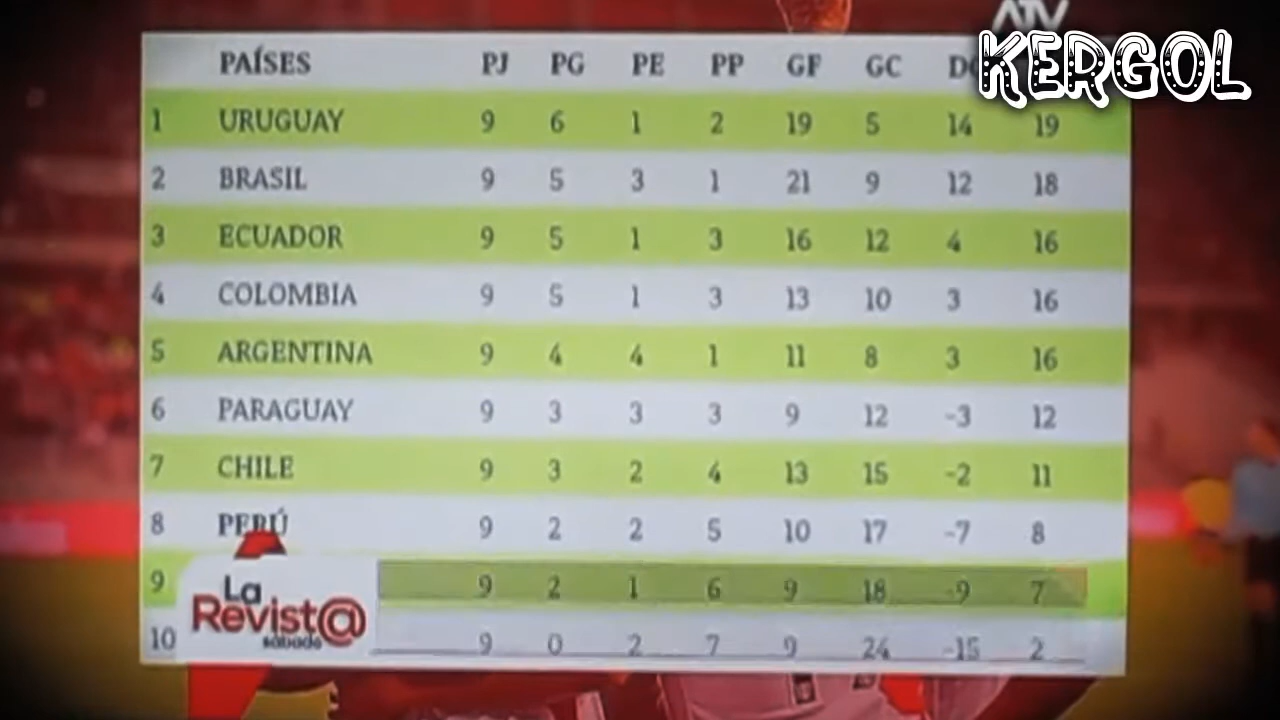 ATV
KERGOL
PAÍSES PJ PG PE PP GF GC
1 URUGUAY 9 6 1 2 19 5 14 19
2 BRASIL 9 5 3 1 21 9 12 18
3 ECUADOR 9 5 1 3 16 12 4 16
4 COLOMBIA 9 5 1 3 13 10 3 16
5 ARGENTINA 9 4 4 1 11 8 3 16
6 PARAGUAY 9 3 3 3 9 12 -3 12
7 CHILE 9 3 2 4 13 15 -2 11
8 PERÚ 9 2 2 5 10 17 -7 8
9 9 2 1 6 9 18 -9 7
10 9 0 2 7 9 24 -15 2
La
Revist@
sábado